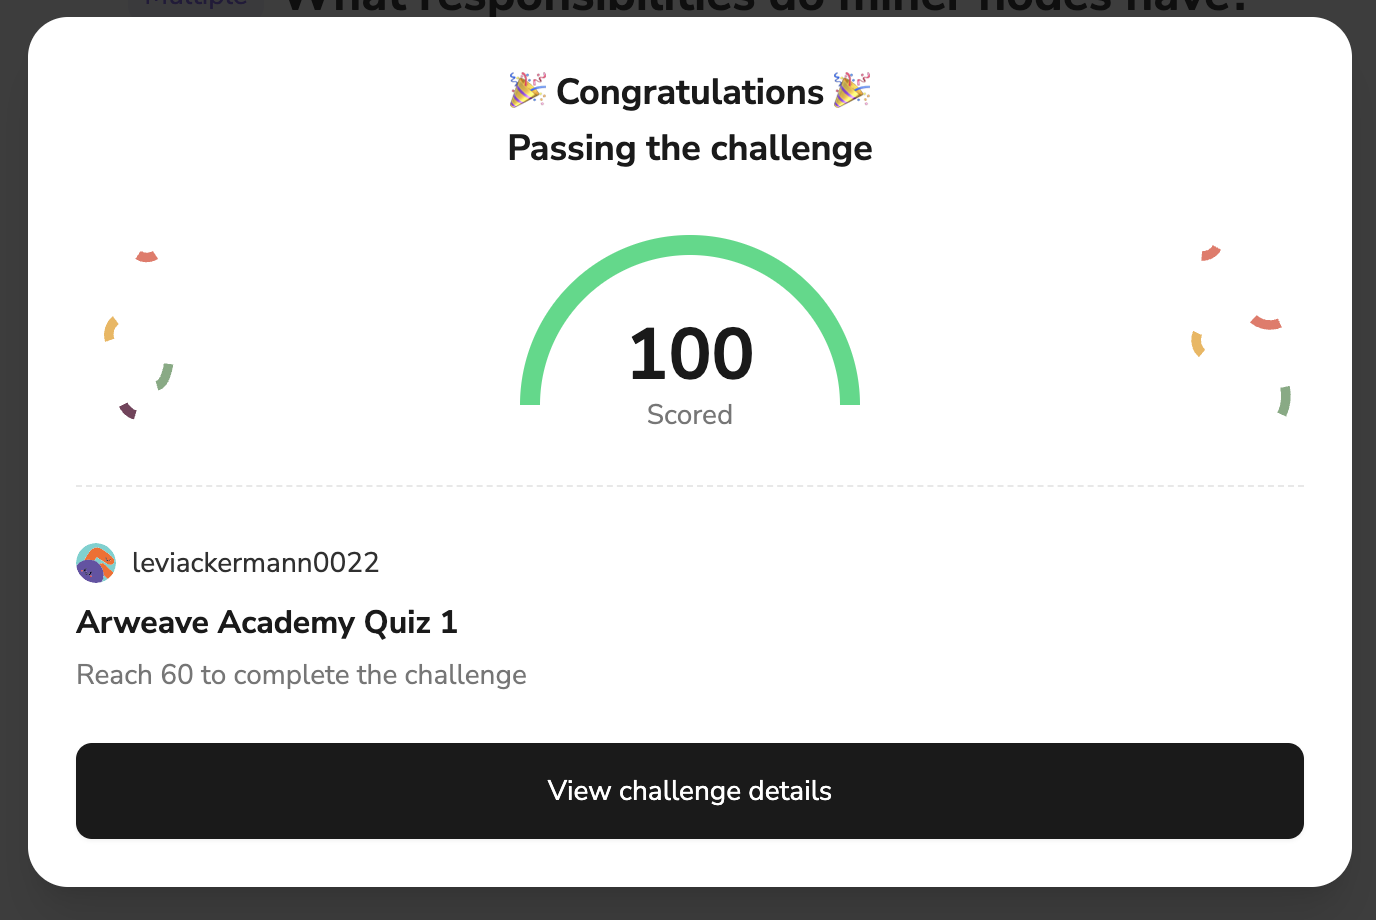 Multiple What responsibilities do miner nodes have?
🎉 Congratulations 🎉
Passing the challenge
100
Scored
leviackermann0022
Arweave Academy Quiz 1
Reach 60 to complete the challenge
View challenge details